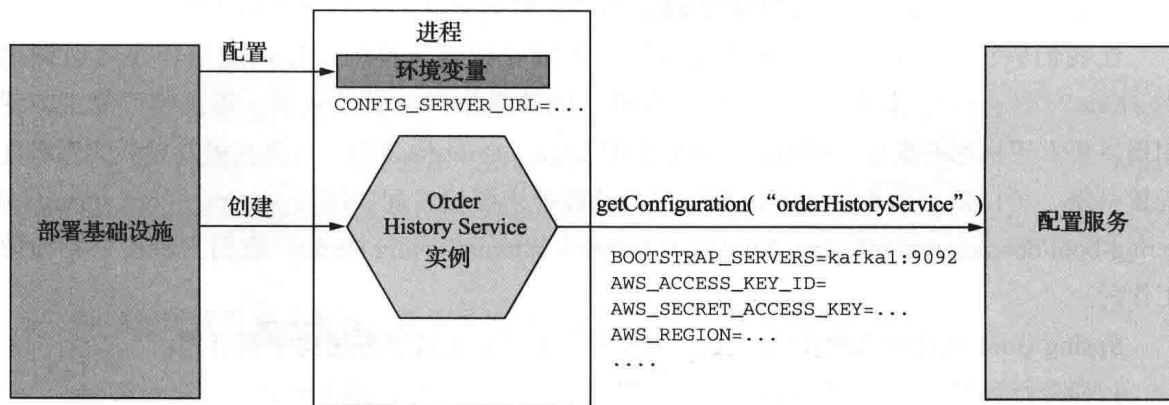 配置
进程
环境变量
CONFIG_SERVER_URL=...
部署基础设施
创建
Order
History Service
实例
getConfiguration( “orderHistoryService” )
配置服务
BOOTSTRAP_SERVERS=kafka1:9092
AWS_ACCESS_KEY_ID=
AWS_SECRET_ACCESS_KEY=...
AWS_REGION=...
....